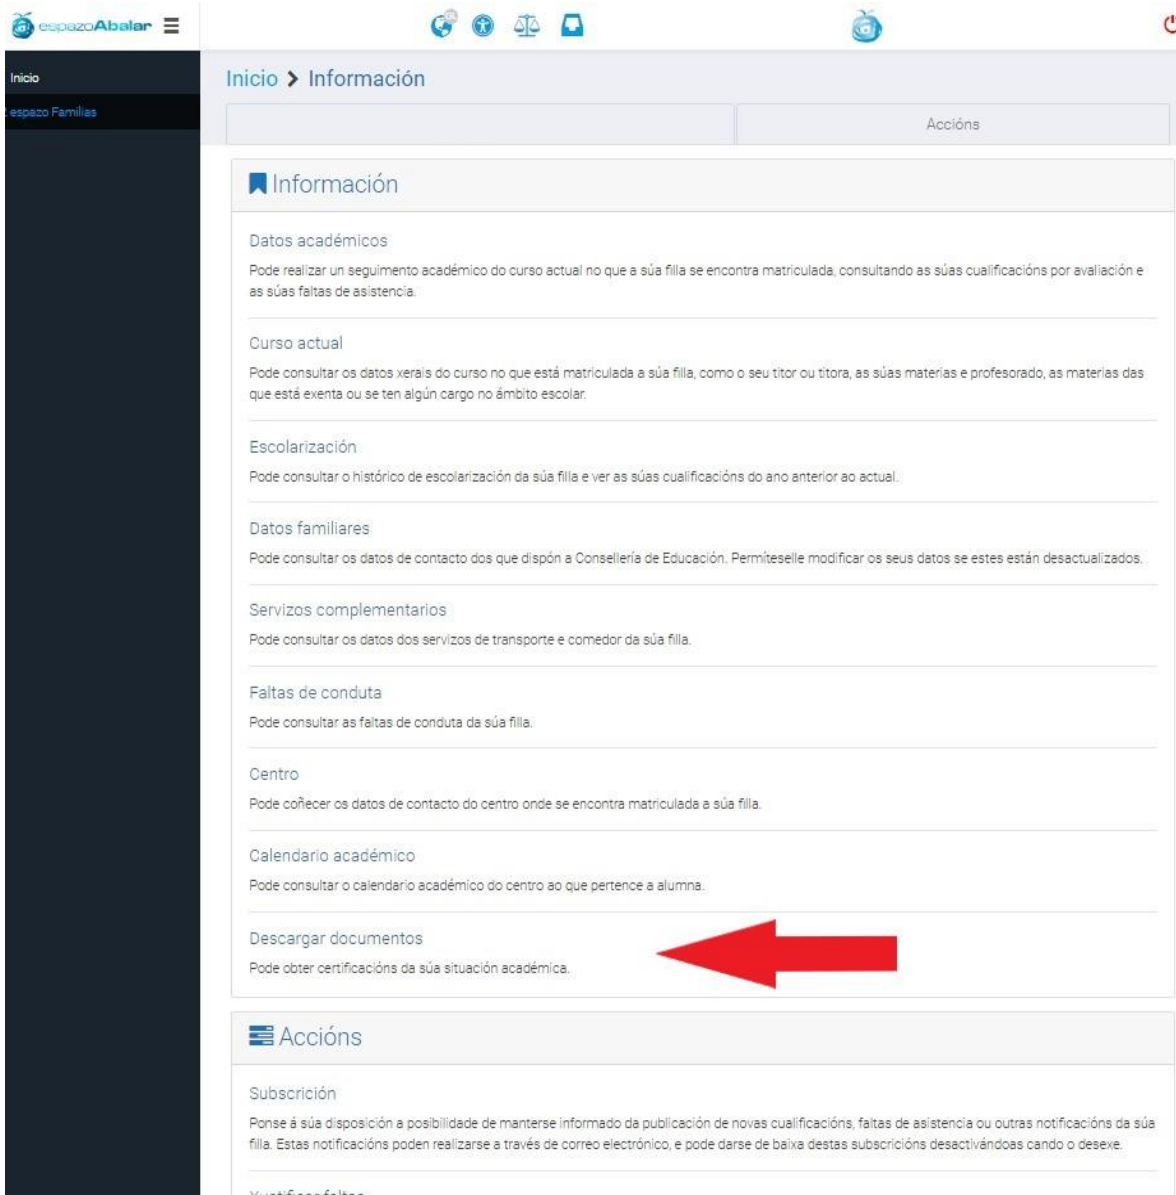 espazoAbalar
Inicio
espazo Familias
Inicio > Información
Accións
Información
Datos académicos
Pode realizar un seguimento académico do curso actual no que a súa filla se encontra matriculada, consultando as súas cualificacións por avaliación e
as súas faltas de asistencia.
Curso actual
Pode consultar os datos xerais do curso no que está matriculada a súa filla, como o seu titor ou titora, as súas materias e profesorado, as materias das
que está exenta ou se ten algún cargo no ámbito escolar.
Escolarización
Pode consultar o histórico de escolarización da súa filla e ver as súas cualificacións do ano anterior ao actual.
Datos familiares
Pode consultar os datos de contacto dos que dispón a Consellería de Educación. Permíteselle modificar os seus datos se estes están desactualizados.
Servizos complementarios
Pode consultar os datos dos servizos de transporte e comedor da súa filla.
Faltas de conduta
Pode consultar as faltas de conduta da súa filla.
Centro
Pode coñecer os datos de contacto do centro onde se encontra matriculada a súa filla.
Calendario académico
Pode consultar o calendario académico do centro ao que pertence a alumna.
Descargar documentos
Pode obter certificacións da súa situación académica.
Accións
Subscrición
Ponse á súa disposición a posibilidade de manterse informado da publicación de novas cualificacións, faltas de asistencia ou outras notificacións da súa
filla. Estas notificacións poden realizarse a través de correo electrónico, e pode darse de baixa destas subscricións desactivándoas cando o desexe.
Xustificar faltas